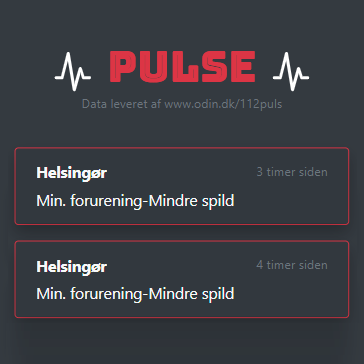 PULSE
Data leveret af www.odin.dk/112puls
Helsingør 3 timer siden
Min. forurening-Mindre spild
Helsingør 4 timer siden
Min. forurening-Mindre spild